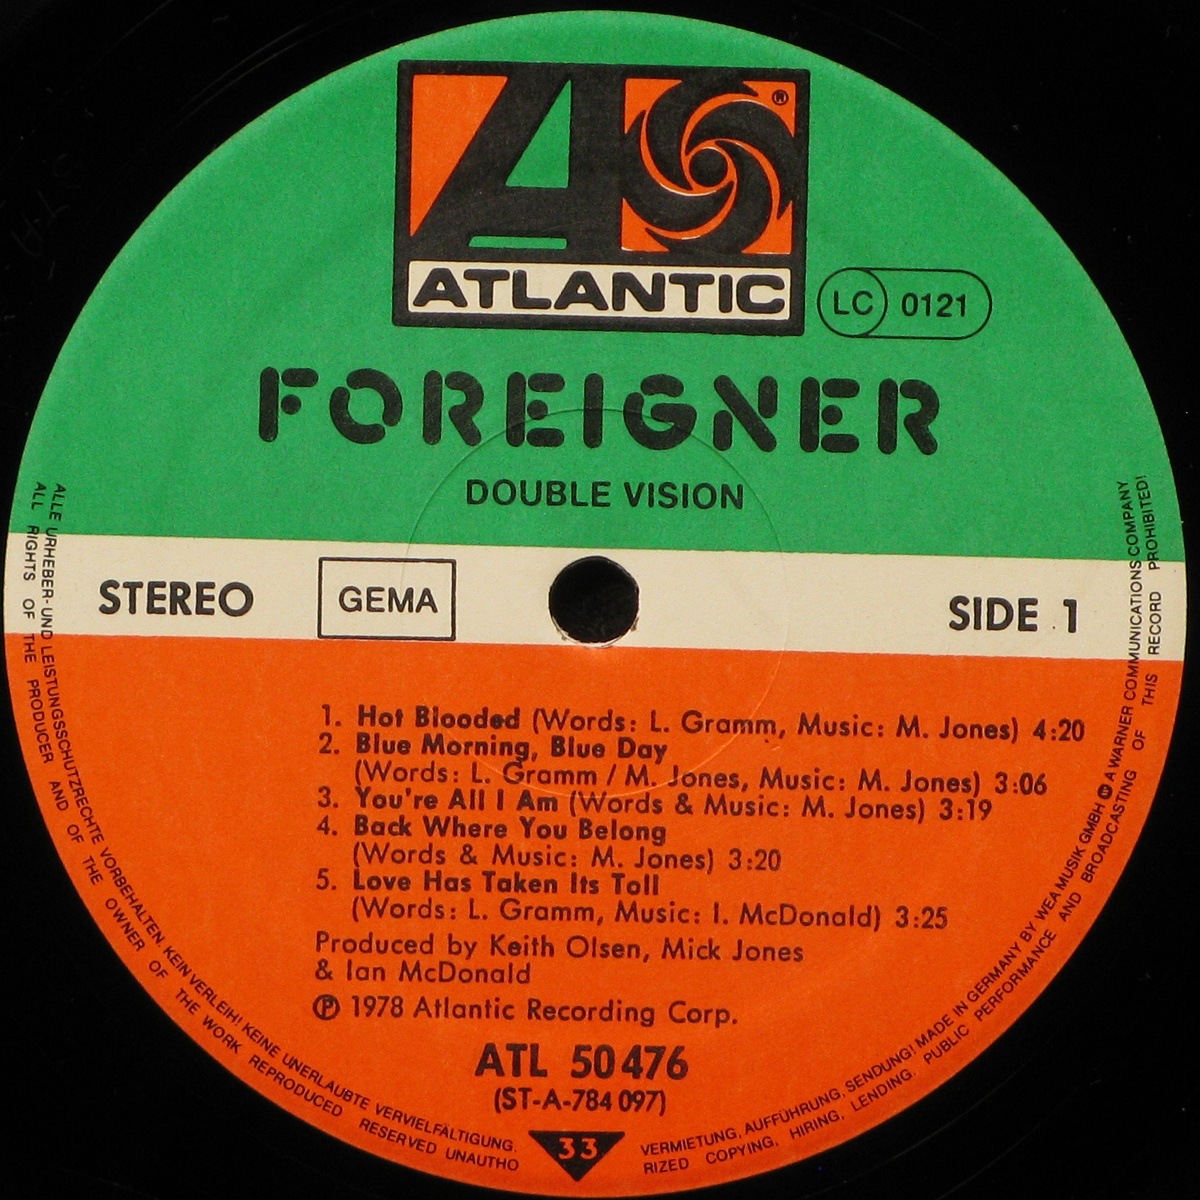 ®
ATLANTIC
LC 0121
FOREIGNER
DOUBLE VISION
STEREO
GEMA
SIDE 1
1. Hot Blooded (Words: L. Gramm, Music: M. Jones) 4:20
2. Blue Morning, Blue Day
(Words: L. Gramm / M. Jones, Music: M. Jones) 3:06
3. You're All I Am (Words & Music: M. Jones) 3:19
4. Back Where You Belong
(Words & Music: M. Jones) 3:20
5. Love Has Taken Its Toll
(Words: L. Gramm, Music: I. McDonald) 3:25
Produced by Keith Olsen, Mick Jones
& Ian McDonald
℗ 1978 Atlantic Recording Corp.
ATL 50 476
(ST-A-784 097)
33
ALLE URHEBER- UND LEISTUNGSSCHUTZRECHTE VORBEHALTEN. KEIN VERLEIH! KEINE UNERLAUBTE VERVIELFÄLTIGUNG. VERMIETUNG, AUFFÜHRUNG, SENDUNG! MADE IN GERMANY BY WEA MUSIK GMBH A WARNER COMMUNICATIONS COMPANY
ALL RIGHTS OF THE PRODUCER AND OF THE OWNER OF THE WORK REPRODUCED RESERVED UNAUTHORIZED COPYING, HIRING, LENDING, PUBLIC PERFORMANCE AND BROADCASTING OF THIS RECORD PROHIBITED!